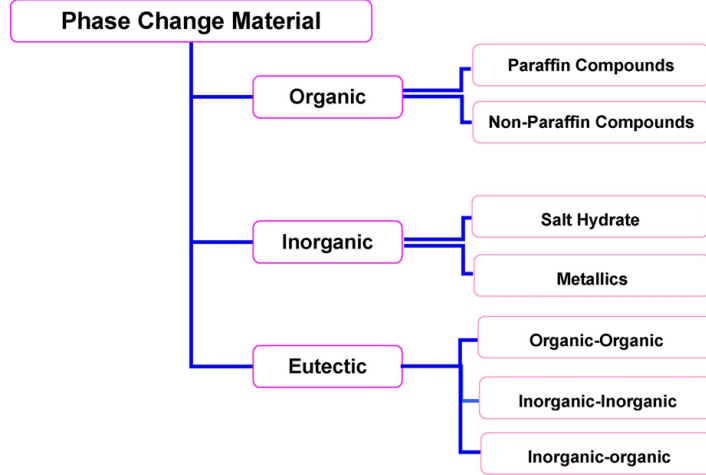 Phase Change Material
Organic
Paraffin Compounds
Non-Paraffin Compounds
Inorganic
Salt Hydrate
Metallics
Eutectic
Organic-Organic
Inorganic-Inorganic
Inorganic-organic